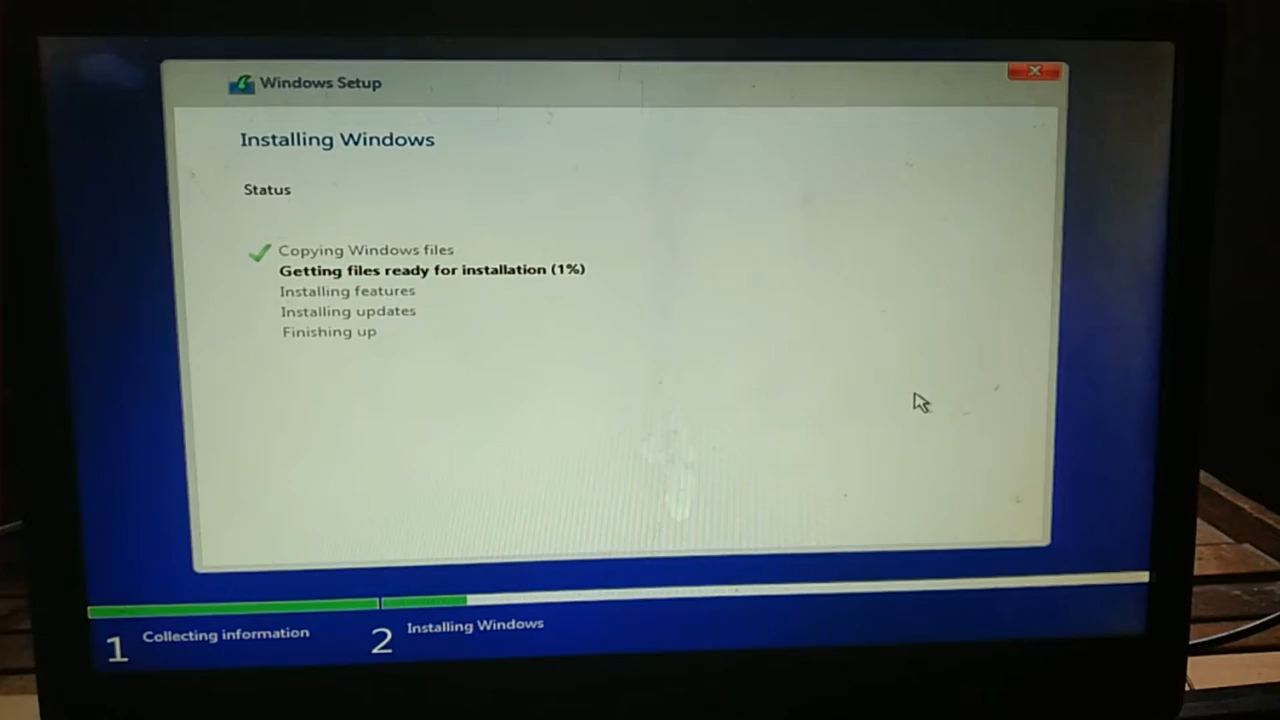 Windows Setup
Installing Windows
Status
Copying Windows files
Getting files ready for installation (1%)
Installing features
Installing updates
Finishing up
1 Collecting information
2 Installing Windows